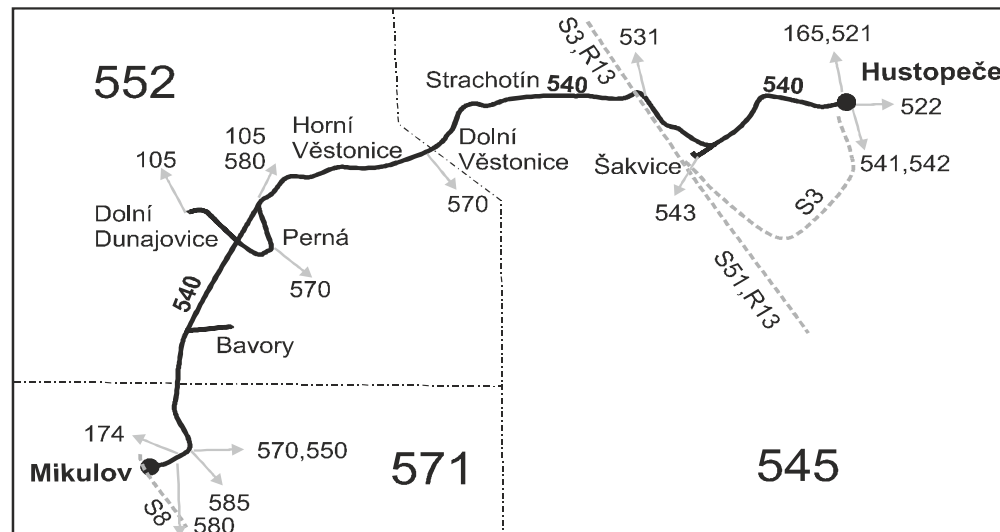 552
S3,R13
531
165,521
Hustopeče
Strachotín
540
540
522
105
580
Horní
Věstonice
Dolní
Věstonice
105
Šakvice
541,542
570
543
S3
Dolní
Dunajovice
Perná
570
S51,R13
540
Bavory
174
570,550
Mikulov
571
545
585
S8
580